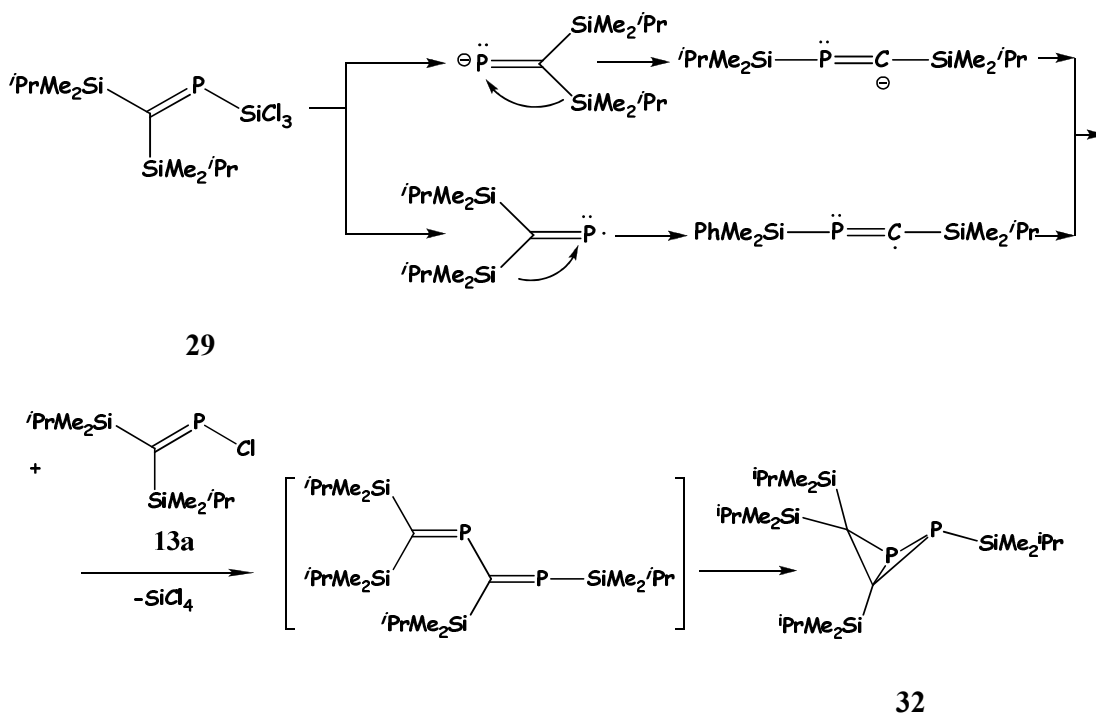 SiMe2iPr
⊖P=C
SiMe2iPr
iPrMe2Si—P=C—SiMe2iPr
⊖
iPrMe2Si
P
SiCl3
SiMe2iPr
iPrMe2Si
iPrMe2Si
P·
PhMe2Si—P=C—SiMe2iPr
·
29
iPrMe2Si
P
Cl
+
SiMe2iPr
13a
-SiCl4
iPrMe2Si
P
iPrMe2Si
P—SiMe2iPr
iPrMe2Si
iPrMe2Si
iPrMe2Si
P
P
SiMe2iPr
iPrMe2Si
32